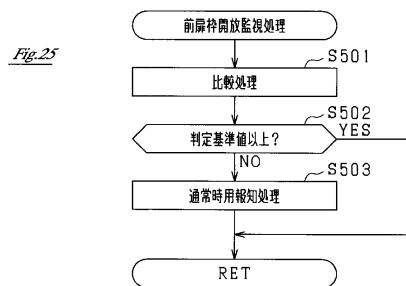 Fig.25
前扉枠開放監視処理
S501
比較処理
S502
判定基準値以上?
YES
NO
S503
通常時用報知処理
RET